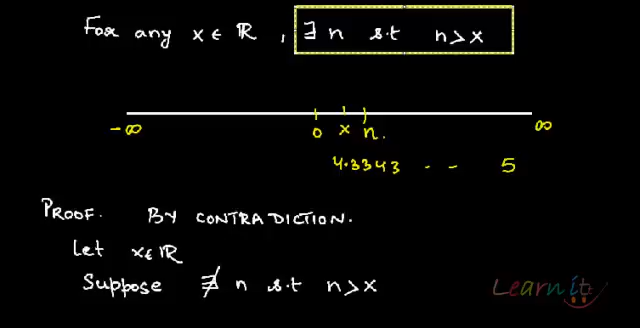 For any x ∈ ℝ, ∃ n s.t n > x
-∞ 0 x n. ∞
4.3343 - - 5
PROOF. BY CONTRADICTION.
Let x ∈ ℝ
Suppose ∄ n s.t n > x
Learnit